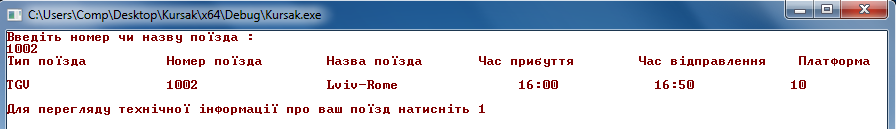 C:\Users\Comp\Desktop\Kursak\x64\Debug\Kursak.exe
Введіть номер чи назву поїзда :
1002
Тип поїзда Номер поїзда Назва поїзда Час прибуття Час відправлення Платформа
TGV 1002 Lviv-Rome 16:00 16:50 10
Для перегляду технічної інформації про ваш поїзд натисніть 1